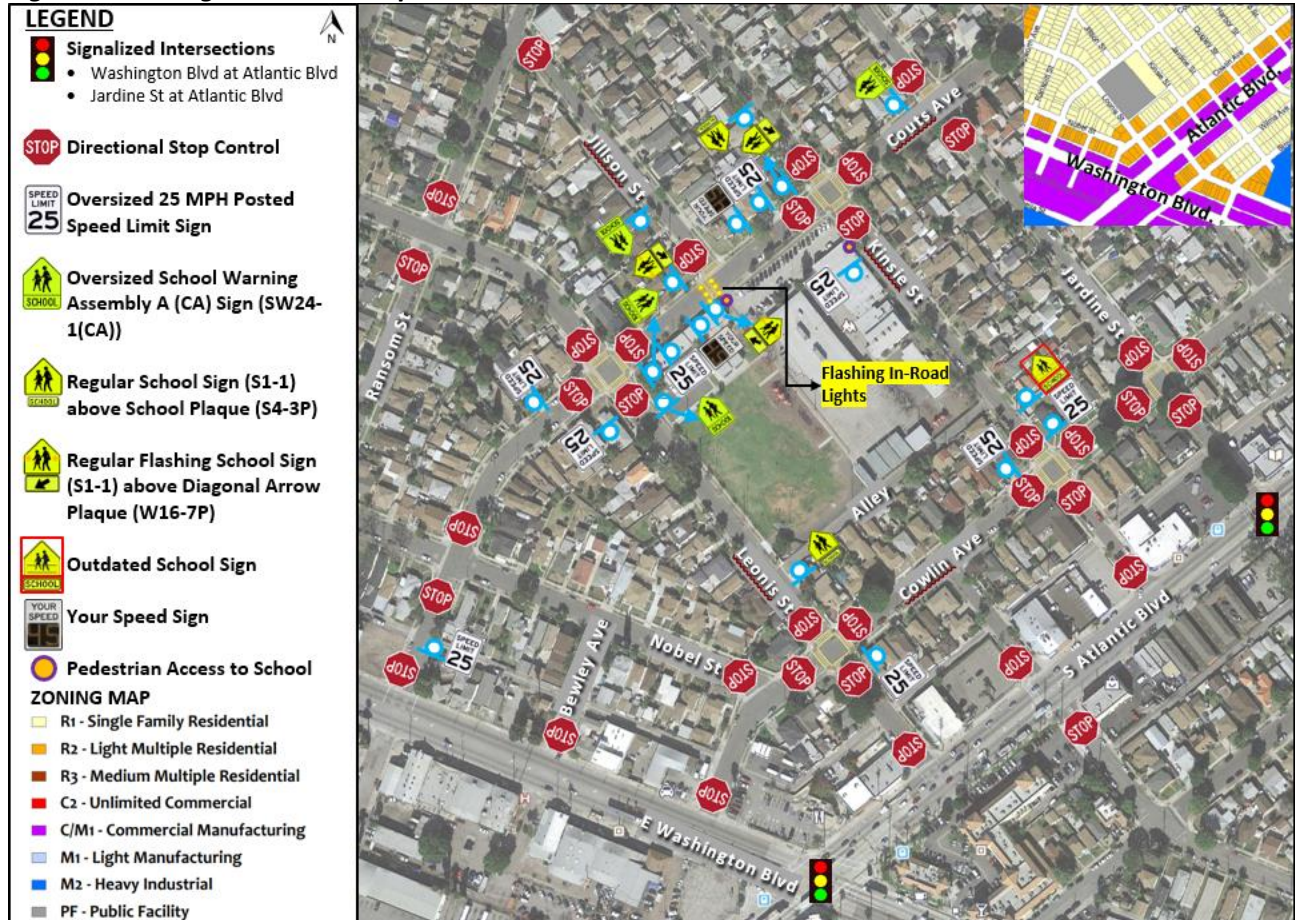 LEGEND
N
Signalized Intersections
• Washington Blvd at Atlantic Blvd
• Jardine St at Atlantic Blvd
STOP Directional Stop Control
SPEED
LIMIT
25
Oversized 25 MPH Posted
Speed Limit Sign
SCHOOL
Oversized School Warning
Assembly A (CA) Sign (SW24-
1(CA))
SCHOOL
Regular School Sign (S1-1)
above School Plaque (S4-3P)
Regular Flashing School Sign
(S1-1) above Diagonal Arrow
Plaque (W16-7P)
SCHOOL
Outdated School Sign
YOUR
SPEED
Your Speed Sign
Pedestrian Access to School
ZONING MAP
R1 - Single Family Residential
R2 - Light Multiple Residential
R3 - Medium Multiple Residential
C2 - Unlimited Commercial
C/M1 - Commercial Manufacturing
M1 - Light Manufacturing
M2 - Heavy Industrial
PF - Public Facility
Atlantic Blvd.
Washington Blvd.
Couts Ave
Jillson St
Kinsie St
Jardine St
Ransom St
Flashing In-Road
Lights
Alley
Leonis St
Cowlin Ave
S Atlantic Blvd
Nobel St
Bewley Ave
E Washington Blvd